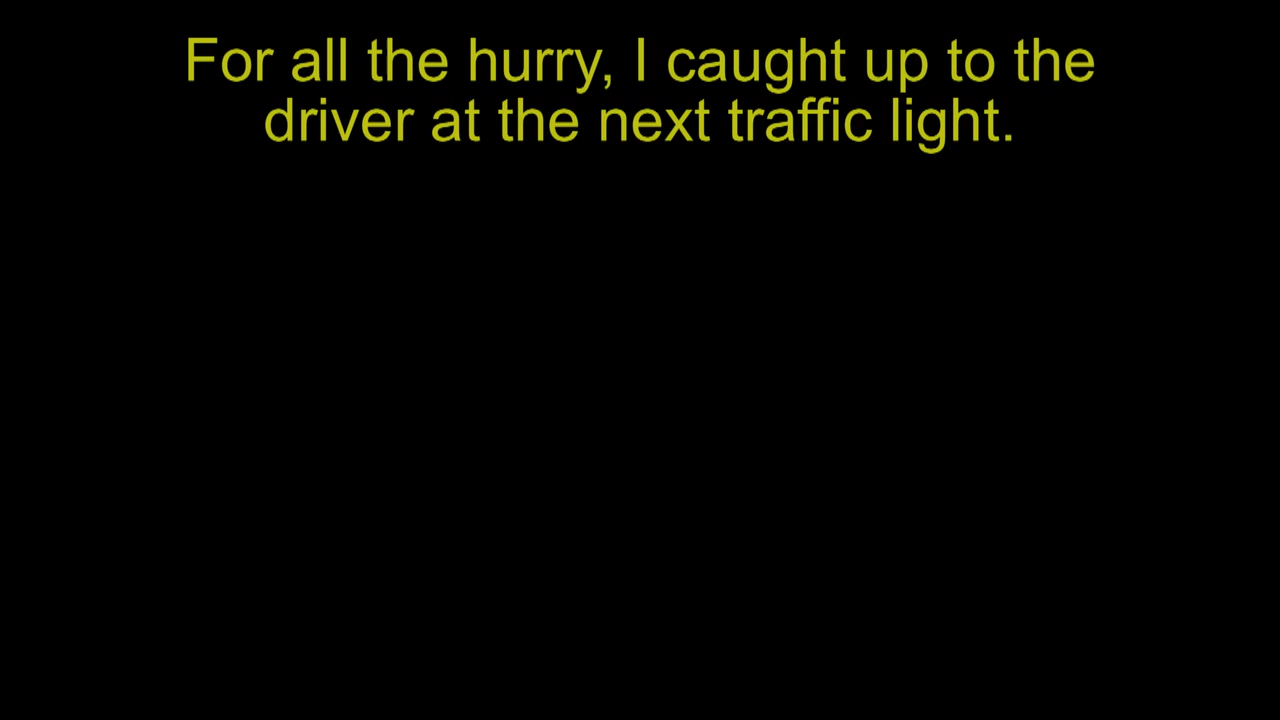 For all the hurry, I caught up to the
driver at the next traffic light.